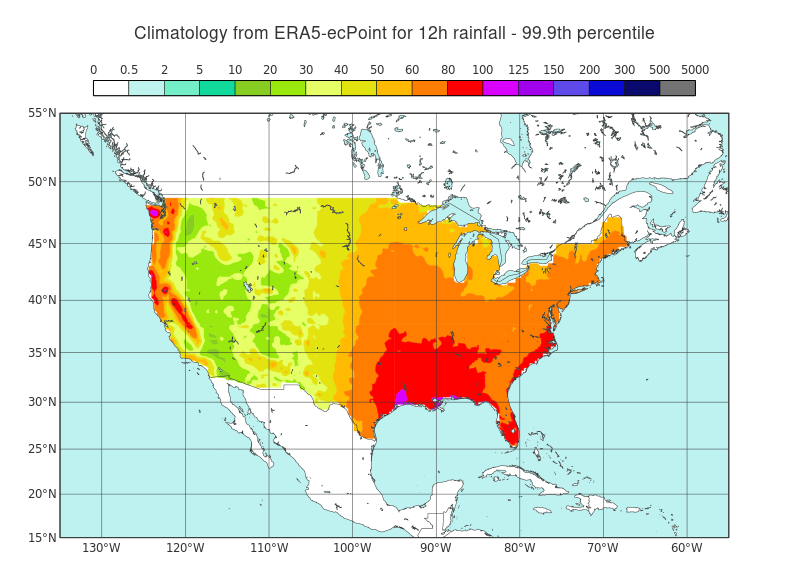 Climatology from ERA5-ecPoint for 12h rainfall - 99.9th percentile
0 0.5 2 5 10 20 30 40 50 60 80 100 125 150 200 300 500 5000
55°N
50°N
45°N
40°N
35°N
30°N
25°N
20°N
15°N
130°W 120°W 110°W 100°W 90°W 80°W 70°W 60°W